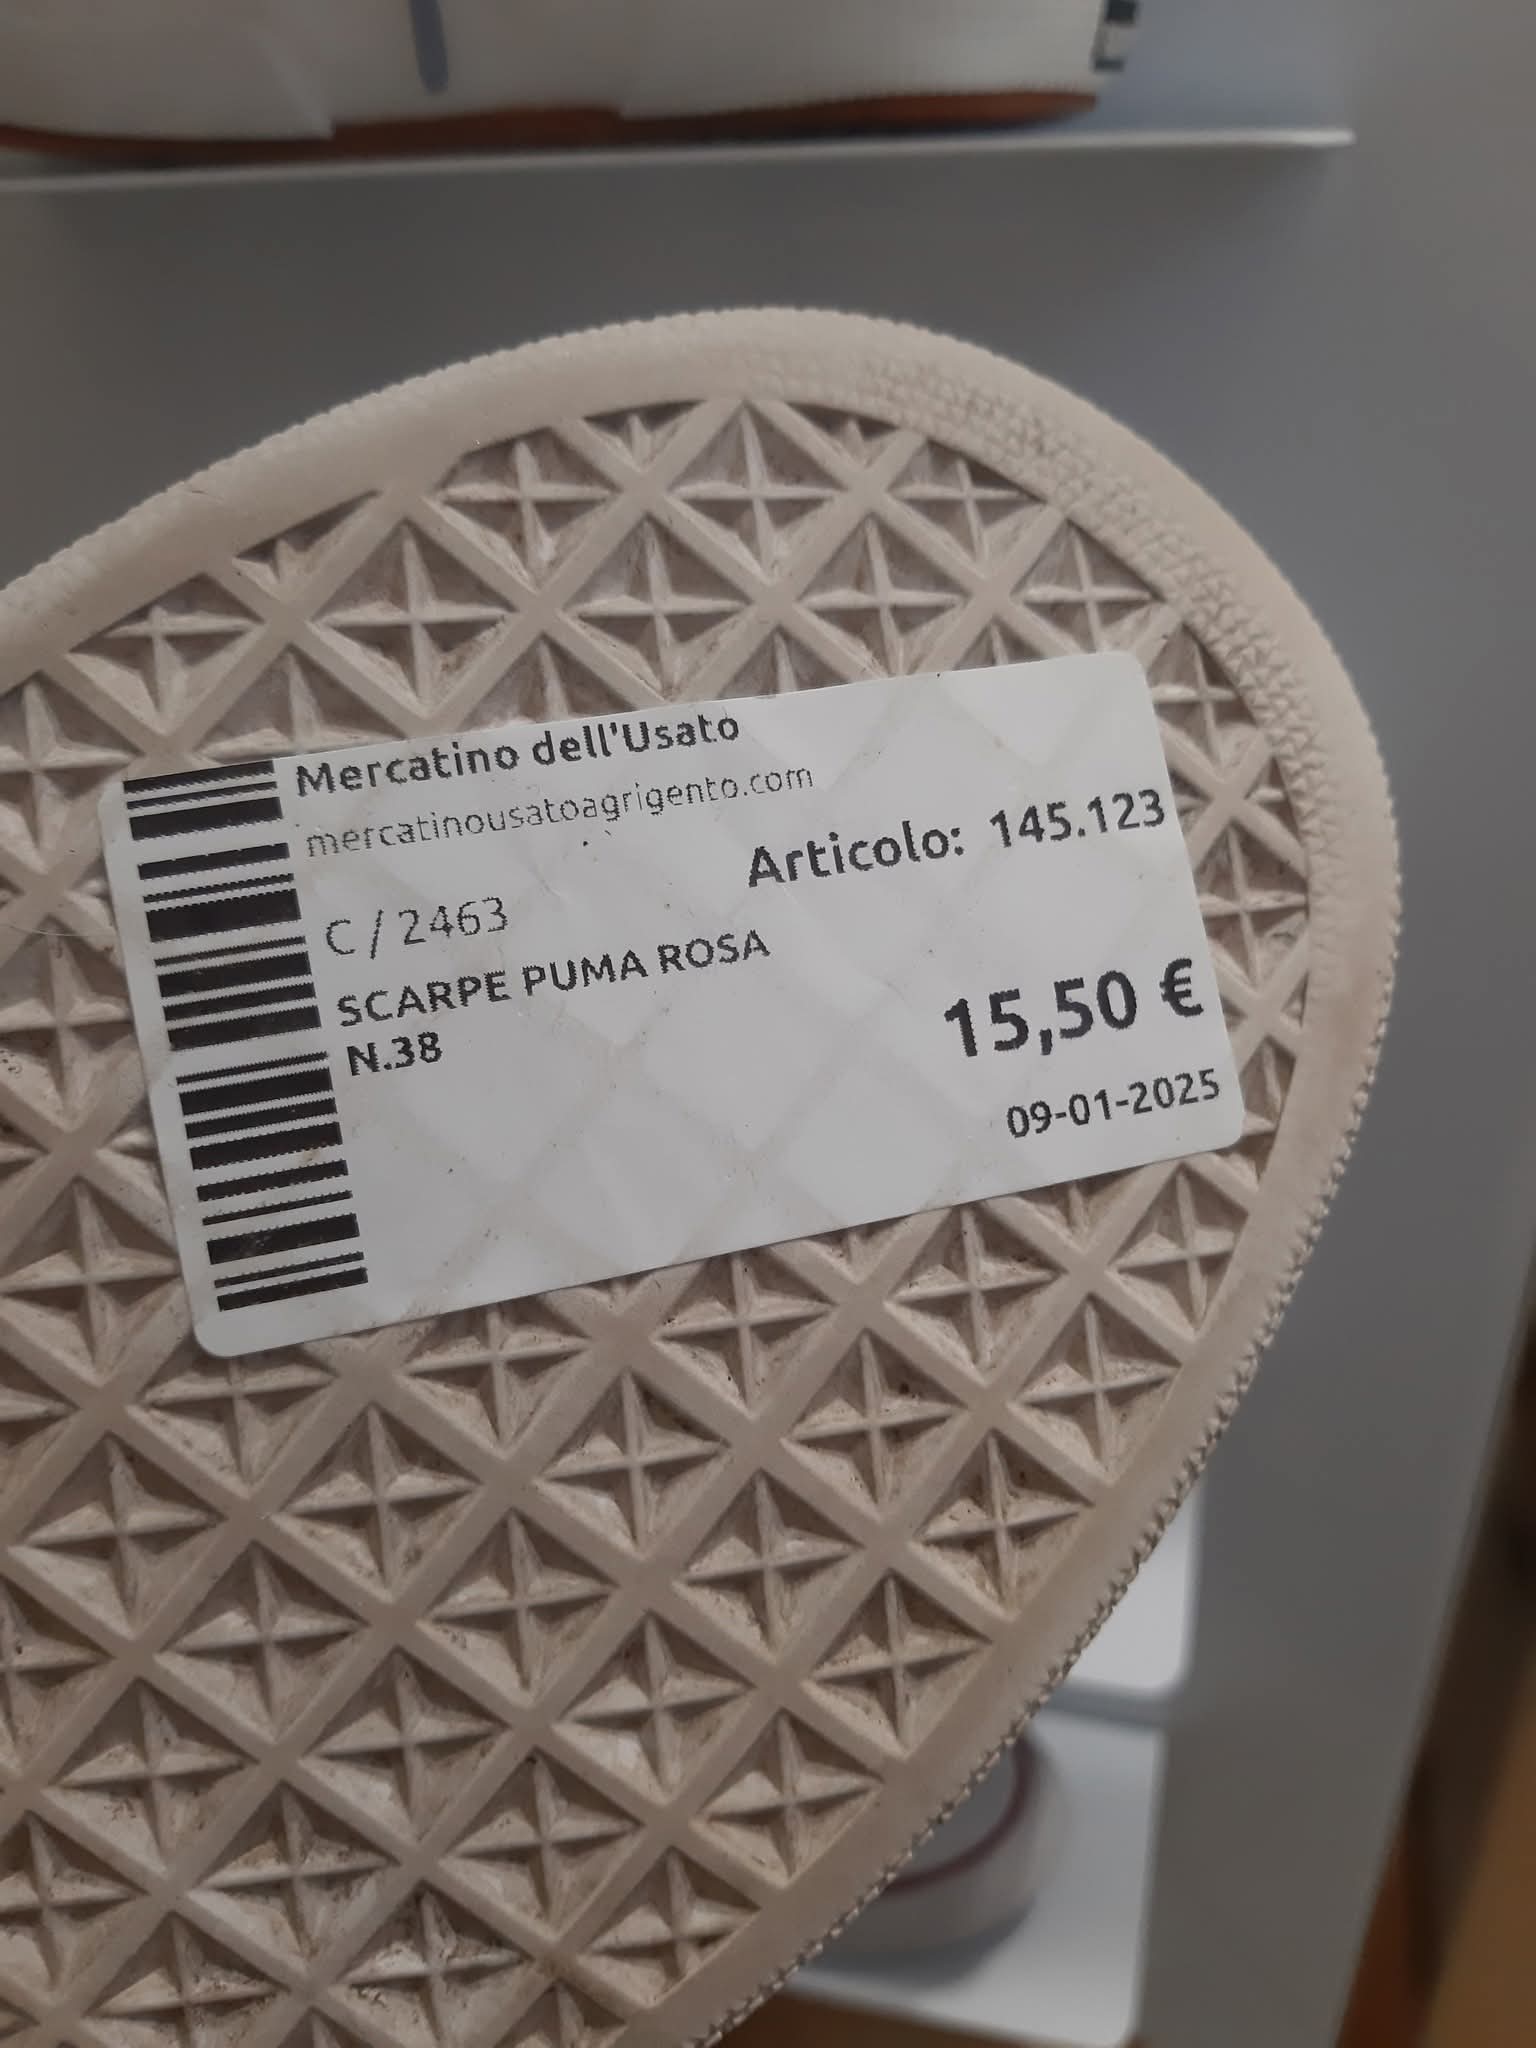 Mercatino dell'Usato
mercatinousatoagrigento.com
Articolo: 145.123
C / 2463
SCARPE PUMA ROSA
N.38
15,50 €
09-01-2025